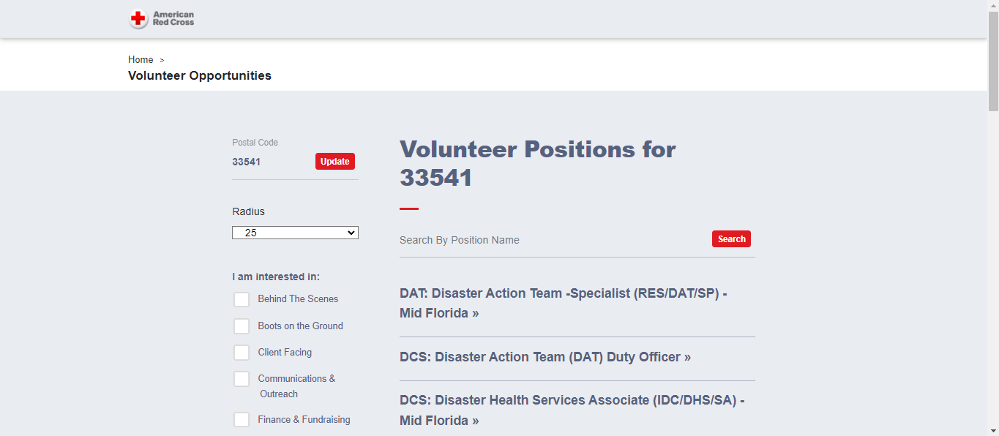 American
Red Cross
Home >
Volunteer Opportunities
Postal Code
33541
Update
Radius
25
I am interested in:
Behind The Scenes
Boots on the Ground
Client Facing
Communications &
Outreach
Finance & Fundraising
Volunteer Positions for
33541
Search By Position Name
Search
DAT: Disaster Action Team -Specialist (RES/DAT/SP) -
Mid Florida »
DCS: Disaster Action Team (DAT) Duty Officer »
DCS: Disaster Health Services Associate (IDC/DHS/SA) -
Mid Florida »